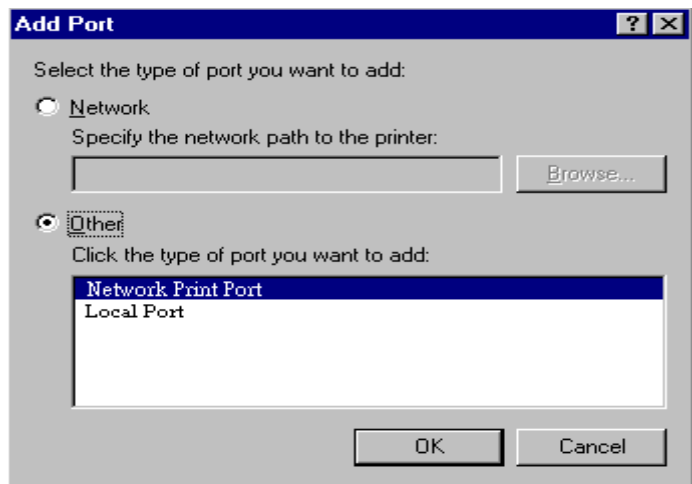 Add Port
Select the type of port you want to add:
Network
Specify the network path to the printer:
Browse...
Other
Click the type of port you want to add:
Network Print Port
Local Port
OK Cancel